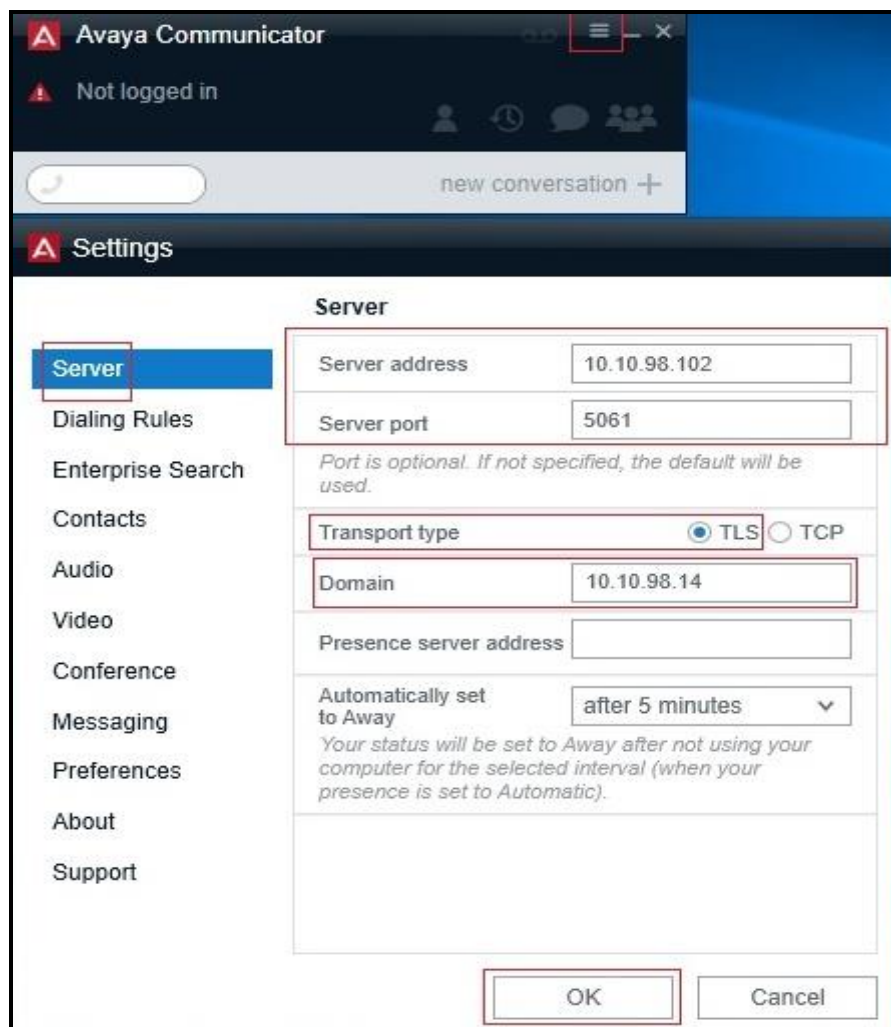 Avaya Communicator
Not logged in
new conversation +
Settings
Server
Server
Dialing Rules
Enterprise Search
Contacts
Audio
Video
Conference
Messaging
Preferences
About
Support
Server address 10.10.98.102
Server port 5061
Port is optional. If not specified, the default will be
used.
Transport type TLS TCP
Domain 10.10.98.14
Presence server address
Automatically set
to Away
after 5 minutes
Your status will be set to Away after not using your
computer for the selected interval (when your
presence is set to Automatic).
OK Cancel